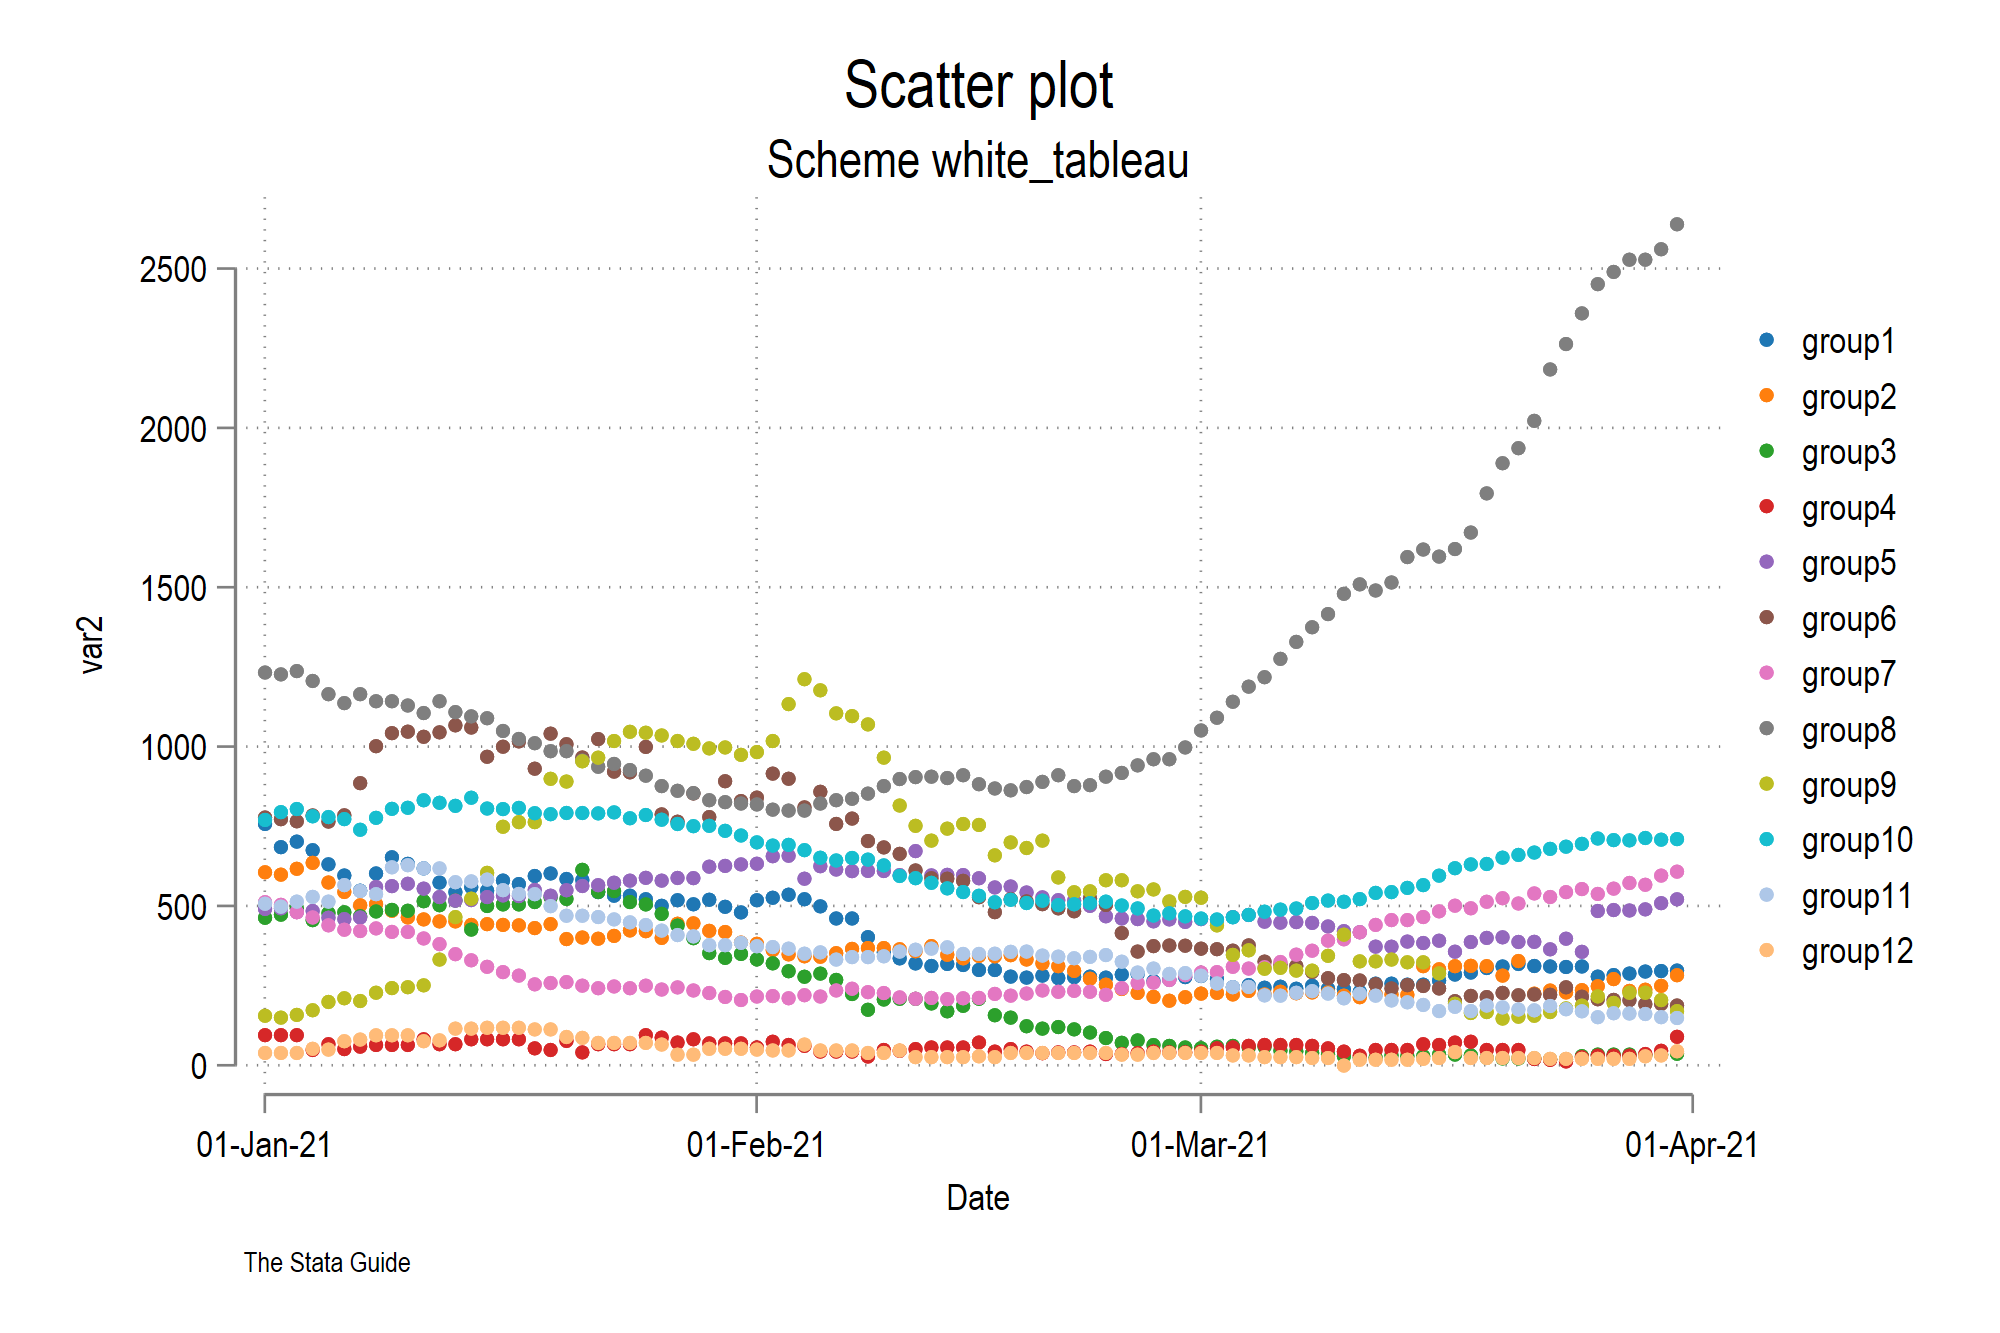 Scatter plot
Scheme white_tableau
2500
2000
1500
1000
500
0
var2
01-Jan-21
01-Feb-21
01-Mar-21
01-Apr-21
Date
group1
group2
group3
group4
group5
group6
group7
group8
group9
group10
group11
group12
The Stata Guide